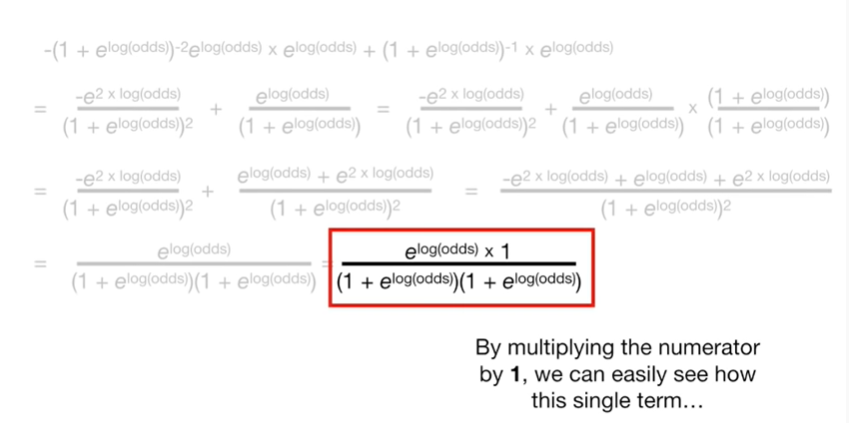 -(1 + e^log(odds))^-2 e^log(odds) x e^log(odds) + (1 + e^log(odds))^-1 x e^log(odds)
= -e^2 x log(odds) / (1 + e^log(odds))^2 + e^log(odds) / (1 + e^log(odds)) = -e^2 x log(odds) / (1 + e^log(odds))^2 + e^log(odds) / (1 + e^log(odds)) x (1 + e^log(odds)) / (1 + e^log(odds))
= -e^2 x log(odds) / (1 + e^log(odds))^2 + e^log(odds) + e^2 x log(odds) / (1 + e^log(odds))^2 = -e^2 x log(odds) + e^log(odds) + e^2 x log(odds) / (1 + e^log(odds))^2
= e^log(odds) / (1 + e^log(odds))(1 + e^log(odds)) = e^log(odds) x 1 / (1 + e^log(odds))(1 + e^log(odds))
By multiplying the numerator
by 1, we can easily see how
this single term…